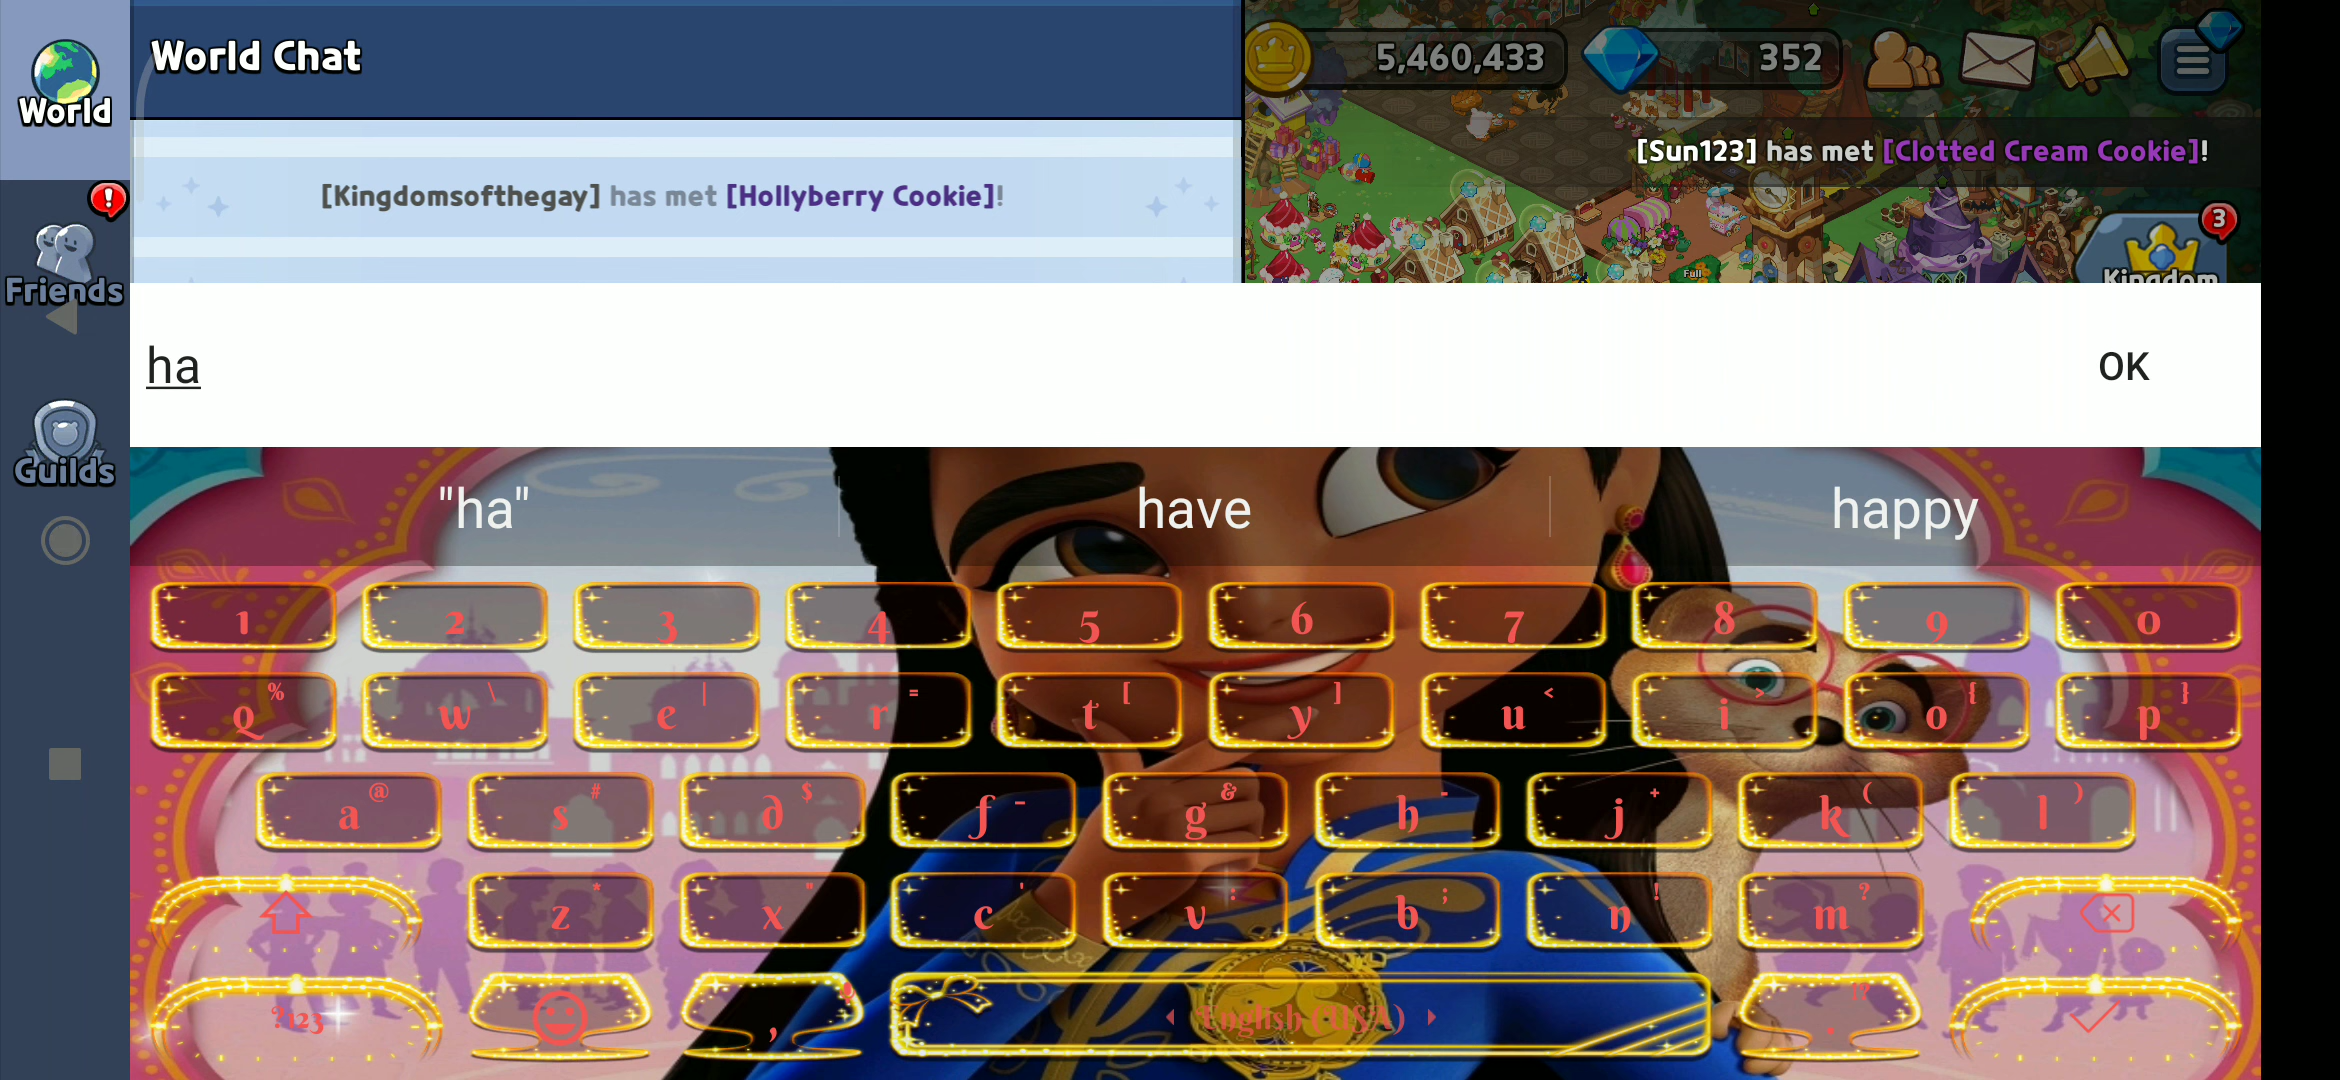 World Chat
World
5,460,433
352
[Sun123] has met [Clotted Cream Cookie]!
[Kingdomsofthegay] has met [Hollyberry Cookie]!
3
Kingdom
Full
!
Friends
Guilds
ha
OK
"ha" have happy
1 2 3 4 5 6 7 8 9 0
q % w \ e | r = t [ y ] u < i > o { p }
a @ s # d $ f - g & h - j + k ( l )
z * x " c ' v : b ; n ! m ?
?123 , English (USA) . !?